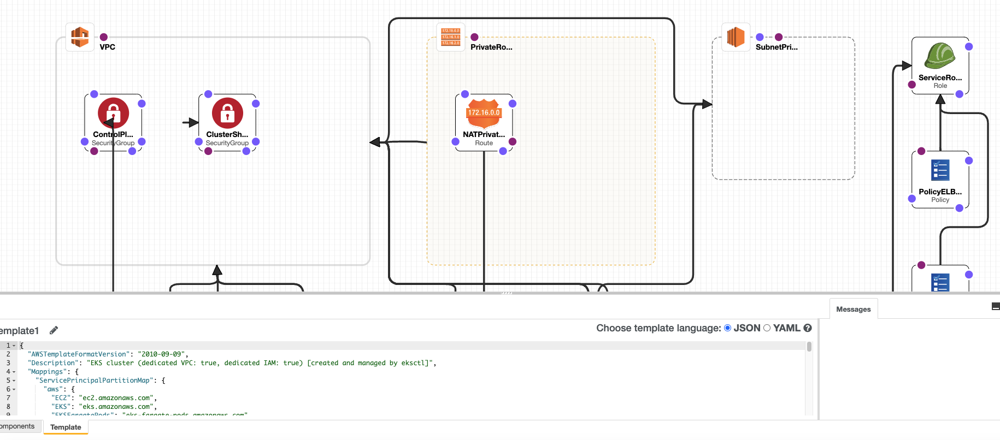 172.16.0.0
172.16.1.0
172.16.2.0
VPC
PrivateRo...
SubnetPri...
ServiceRo...
Role
172.16.0.0
ControlPl...
SecurityGroup
ClusterSh...
SecurityGroup
NATPrivat...
Route
PolicyELB...
Policy
Messages
emplate1
Choose template language: JSON YAML ?
1 {
2 "AWSTemplateFormatVersion": "2010-09-09",
3 "Description": "EKS cluster (dedicated VPC: true, dedicated IAM: true) [created and managed by eksctl]",
4 "Mappings": {
5 "ServicePrincipalPartitionMap": {
6 "aws": {
7 "EC2": "ec2.amazonaws.com",
8 "EKS": "eks.amazonaws.com",
9 "EKSFargatePods": "eks-fargate-pods.amazonaws.com"
omponents
Template